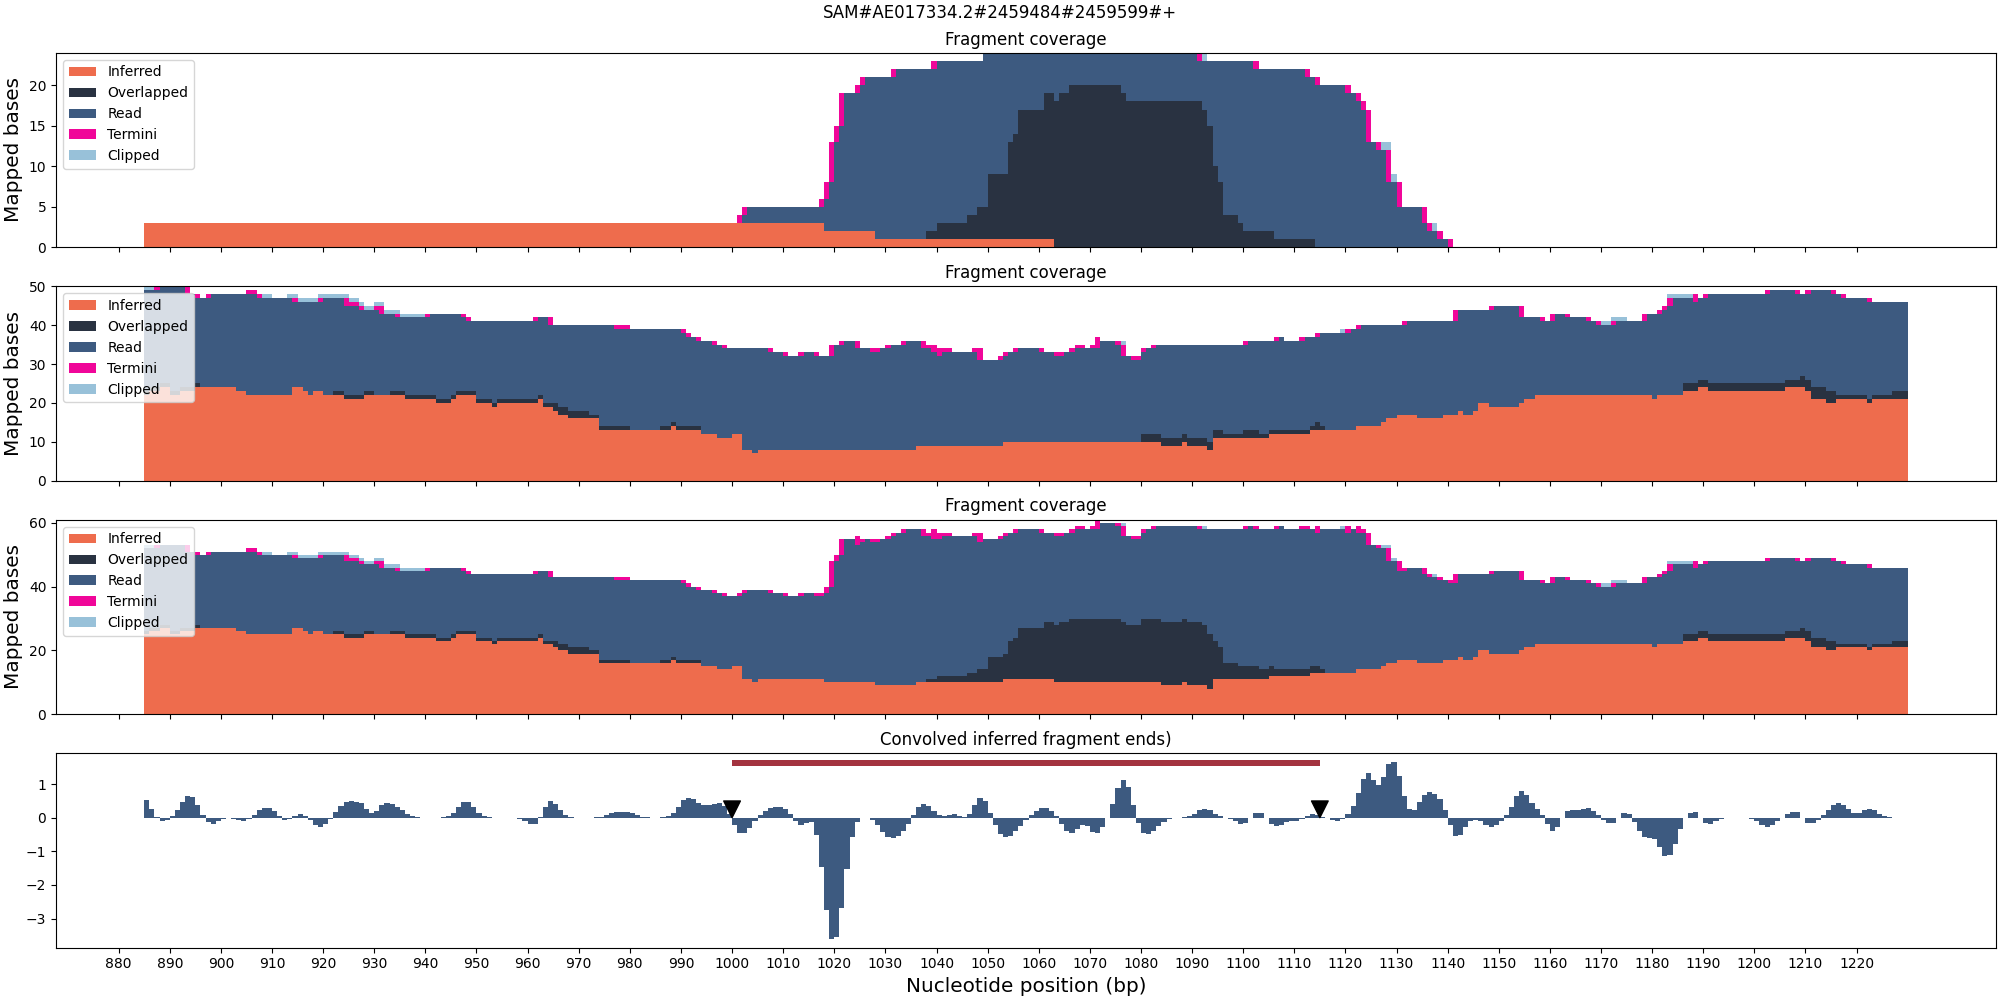 SAM#AE017334.2#2459484#2459599#+
Fragment coverage
Mapped bases
20
15
10
5
0
Inferred
Overlapped
Read
Termini
Clipped
Fragment coverage
Mapped bases
50
40
30
20
10
0
Inferred
Overlapped
Read
Termini
Clipped
Fragment coverage
Mapped bases
60
40
20
0
Inferred
Overlapped
Read
Termini
Clipped
Convolved inferred fragment ends)
1
0
−1
−2
−3
880 890 900 910 920 930 940 950 960 970 980 990 1000 1010 1020 1030 1040 1050 1060 1070 1080 1090 1100 1110 1120 1130 1140 1150 1160 1170 1180 1190 1200 1210 1220
Nucleotide position (bp)